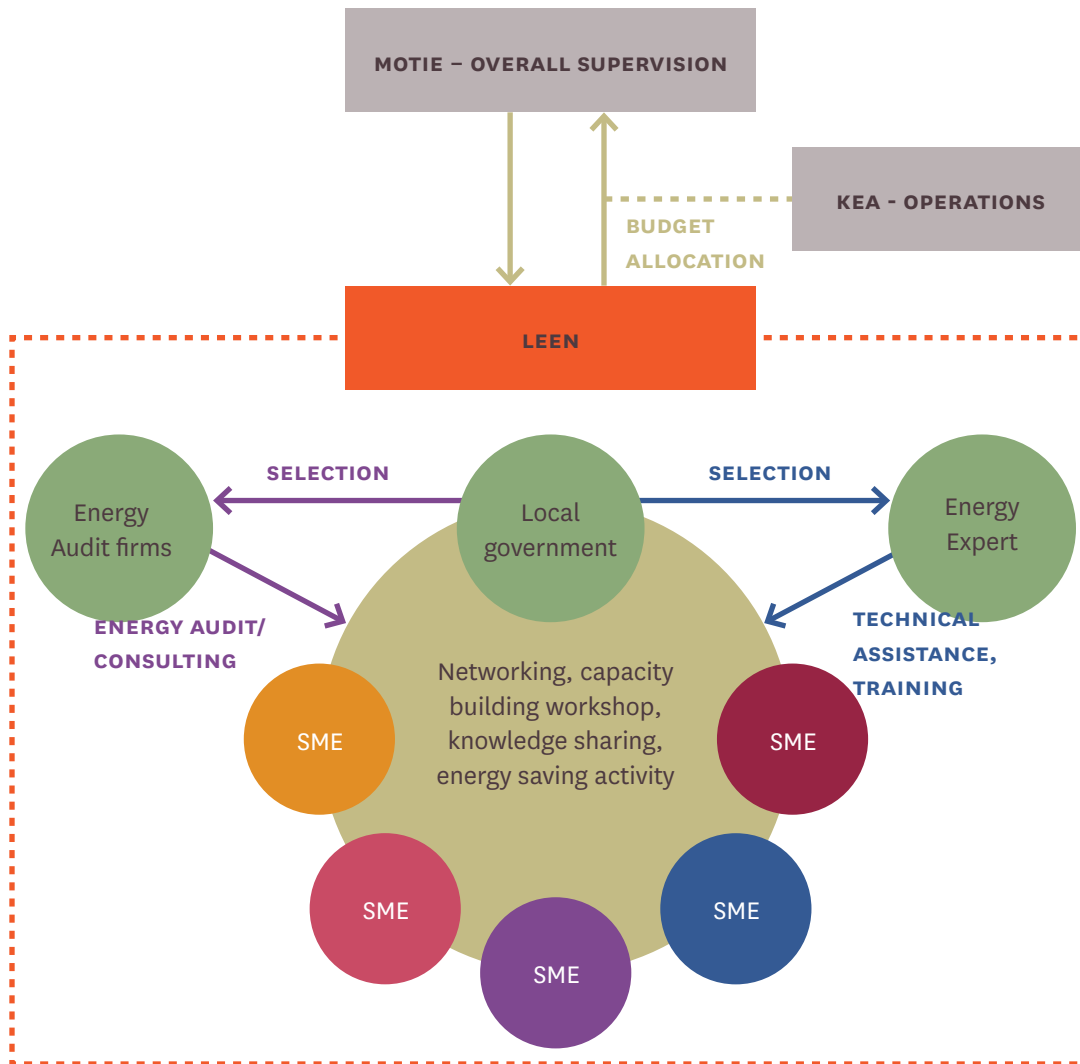 MOTIE – OVERALL SUPERVISION
KEA - OPERATIONS
BUDGET
ALLOCATION
LEEN
SELECTION
SELECTION
Energy
Audit firms
Local
government
Energy
Expert
ENERGY AUDIT/
CONSULTING
TECHNICAL
ASSISTANCE,
TRAINING
Networking, capacity
building workshop,
knowledge sharing,
energy saving activity
SME
SME
SME
SME
SME